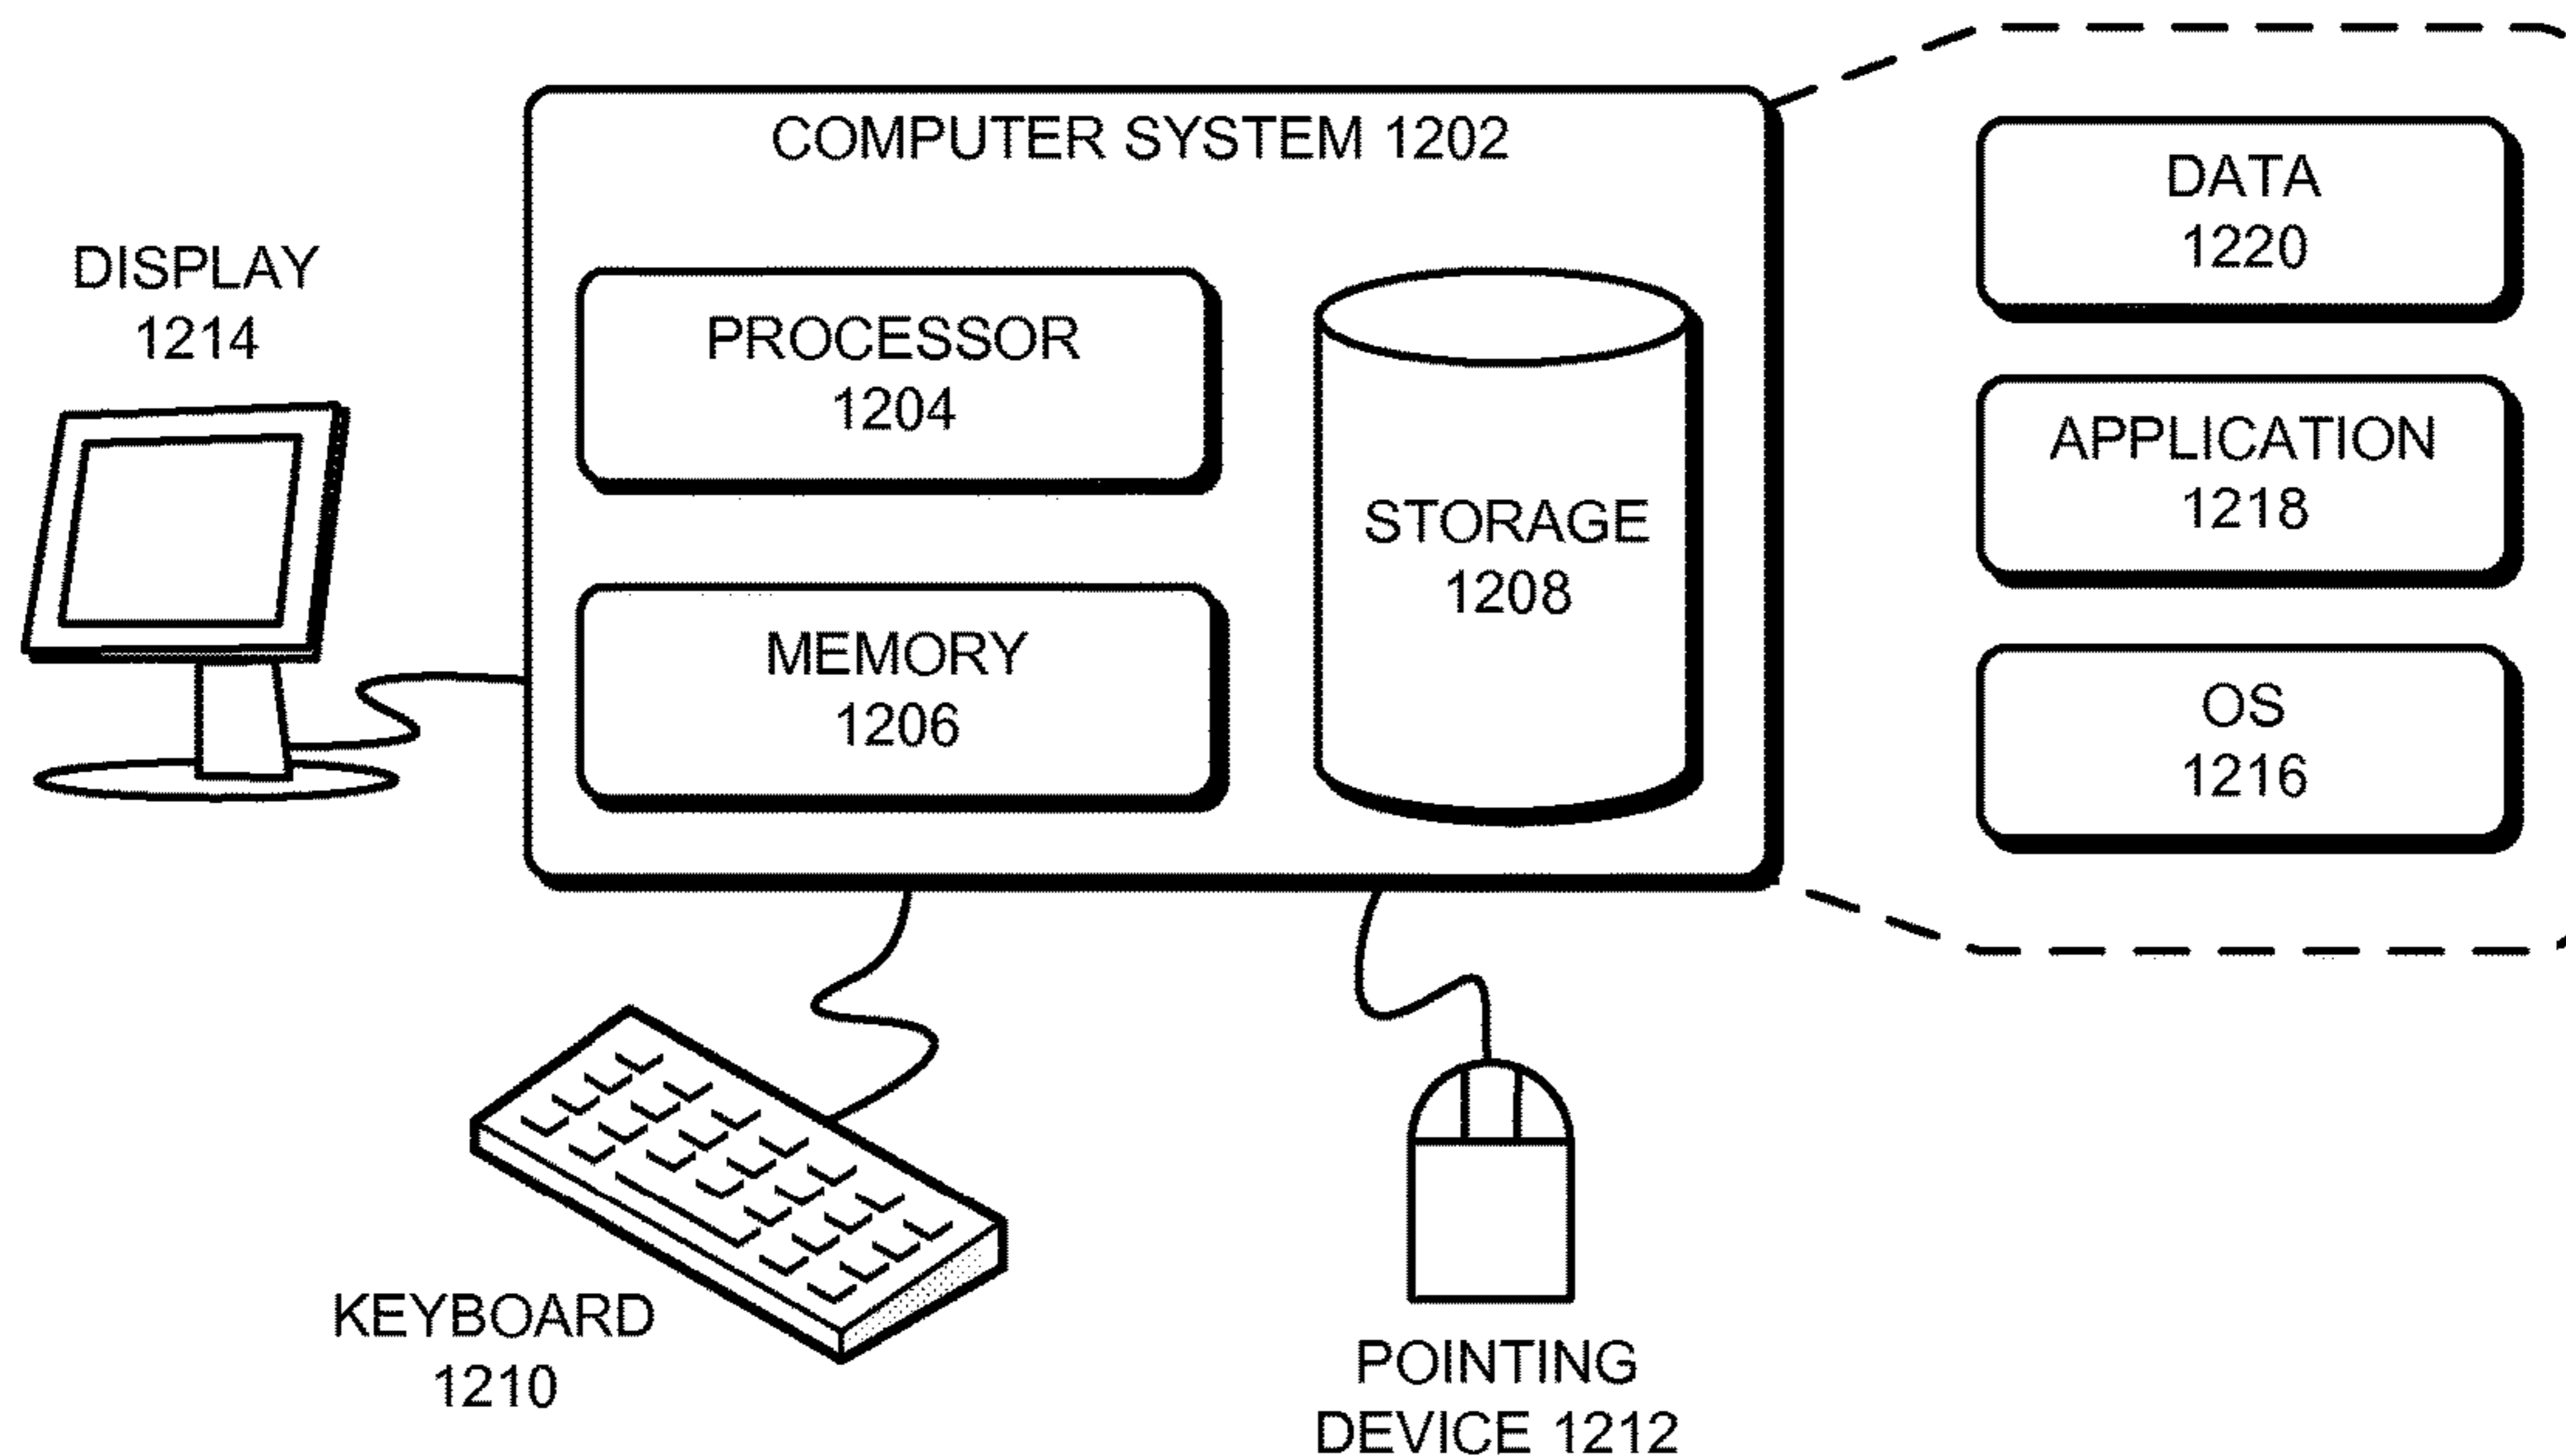 COMPUTER SYSTEM 1202
DISPLAY
1214
PROCESSOR
1204
MEMORY
1206
STORAGE
1208
DATA
1220
APPLICATION
1218
OS
1216
KEYBOARD
1210
POINTING
DEVICE 1212